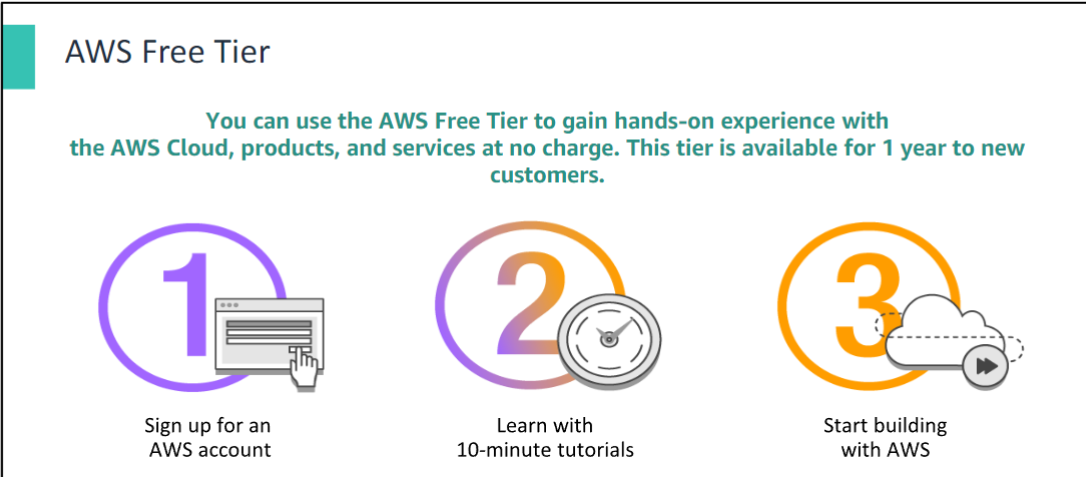 AWS Free Tier
You can use the AWS Free Tier to gain hands-on experience with
the AWS Cloud, products, and services at no charge. This tier is available for 1 year to new
customers.
1
2
3
Sign up for an
AWS account
Learn with
10-minute tutorials
Start building
with AWS